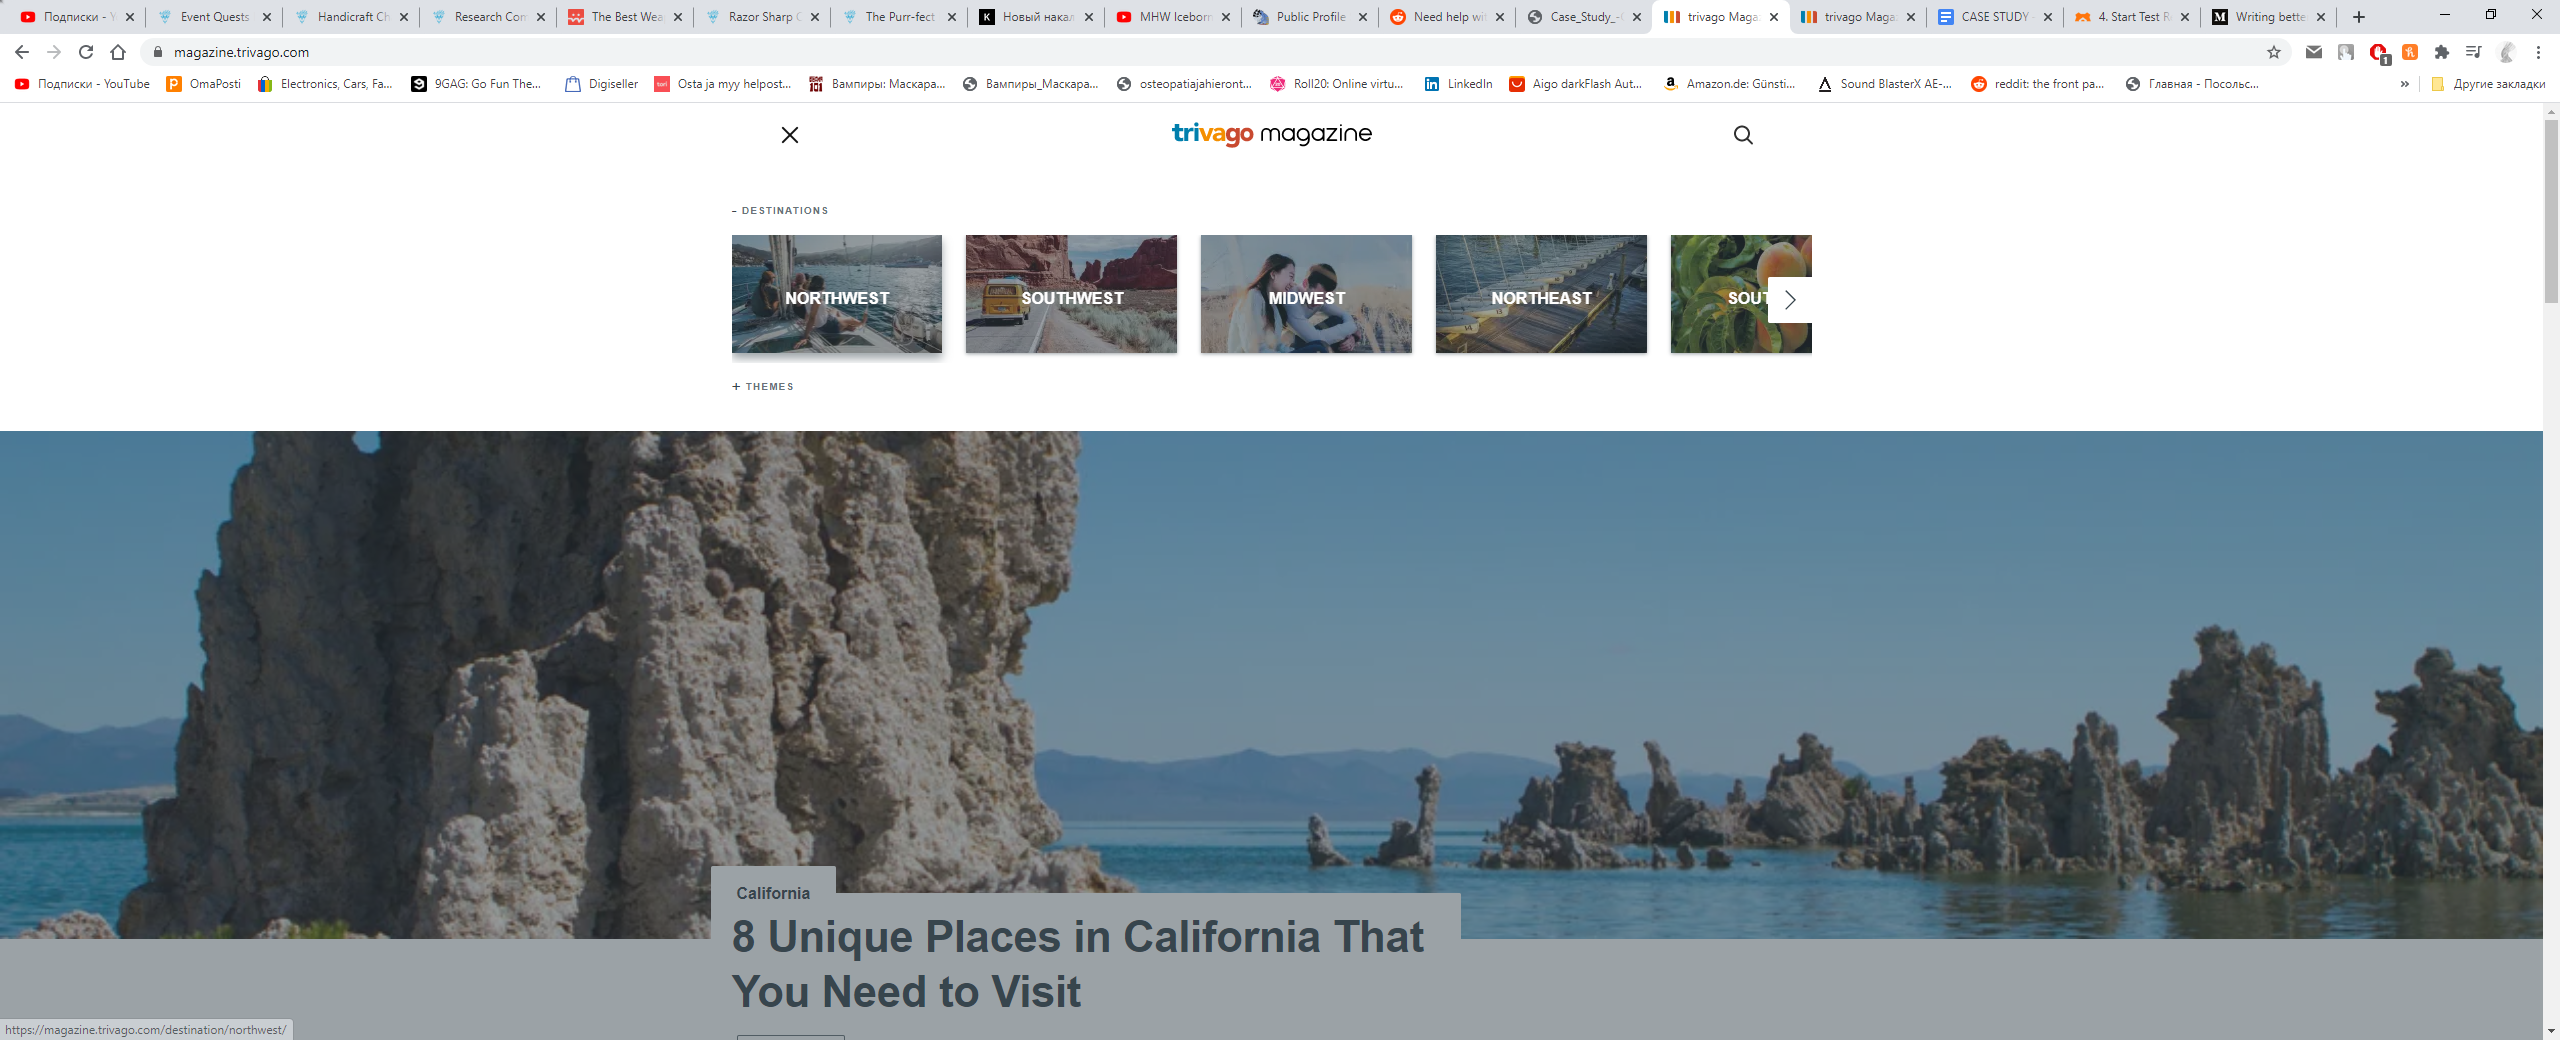 Подписки - Y
Event Quests
Handicraft Ch
Research Com
The Best Wea
Razor Sharp
The Purr-fect
Новый накал
MHW Iceborn
Public Profile
Need help wit
Case_Study_-
trivago Maga
trivago Maga
CASE STUDY -
4. Start Test R
Writing bette
magazine.trivago.com
1
Подписки - YouTube
OmaPosti
Electronics, Cars, Fa...
9GAG: Go Fun The...
Digiseller
Osta ja myy helpost...
Вампиры: Маскара...
Вампиры_Маскара...
osteopatiajahieront...
Roll20: Online virtu...
LinkedIn
Aigo darkFlash Aut...
Amazon.de: Günsti...
Sound BlasterX AE-...
reddit: the front pa...
Главная - Посольс...
»
Другие закладки
trivago magazine
– DESTINATIONS
NORTHWEST
SOUTHWEST
MIDWEST
NORTHEAST
SOUT
+ THEMES
California
8 Unique Places in California That
You Need to Visit
https://magazine.trivago.com/destination/northwest/